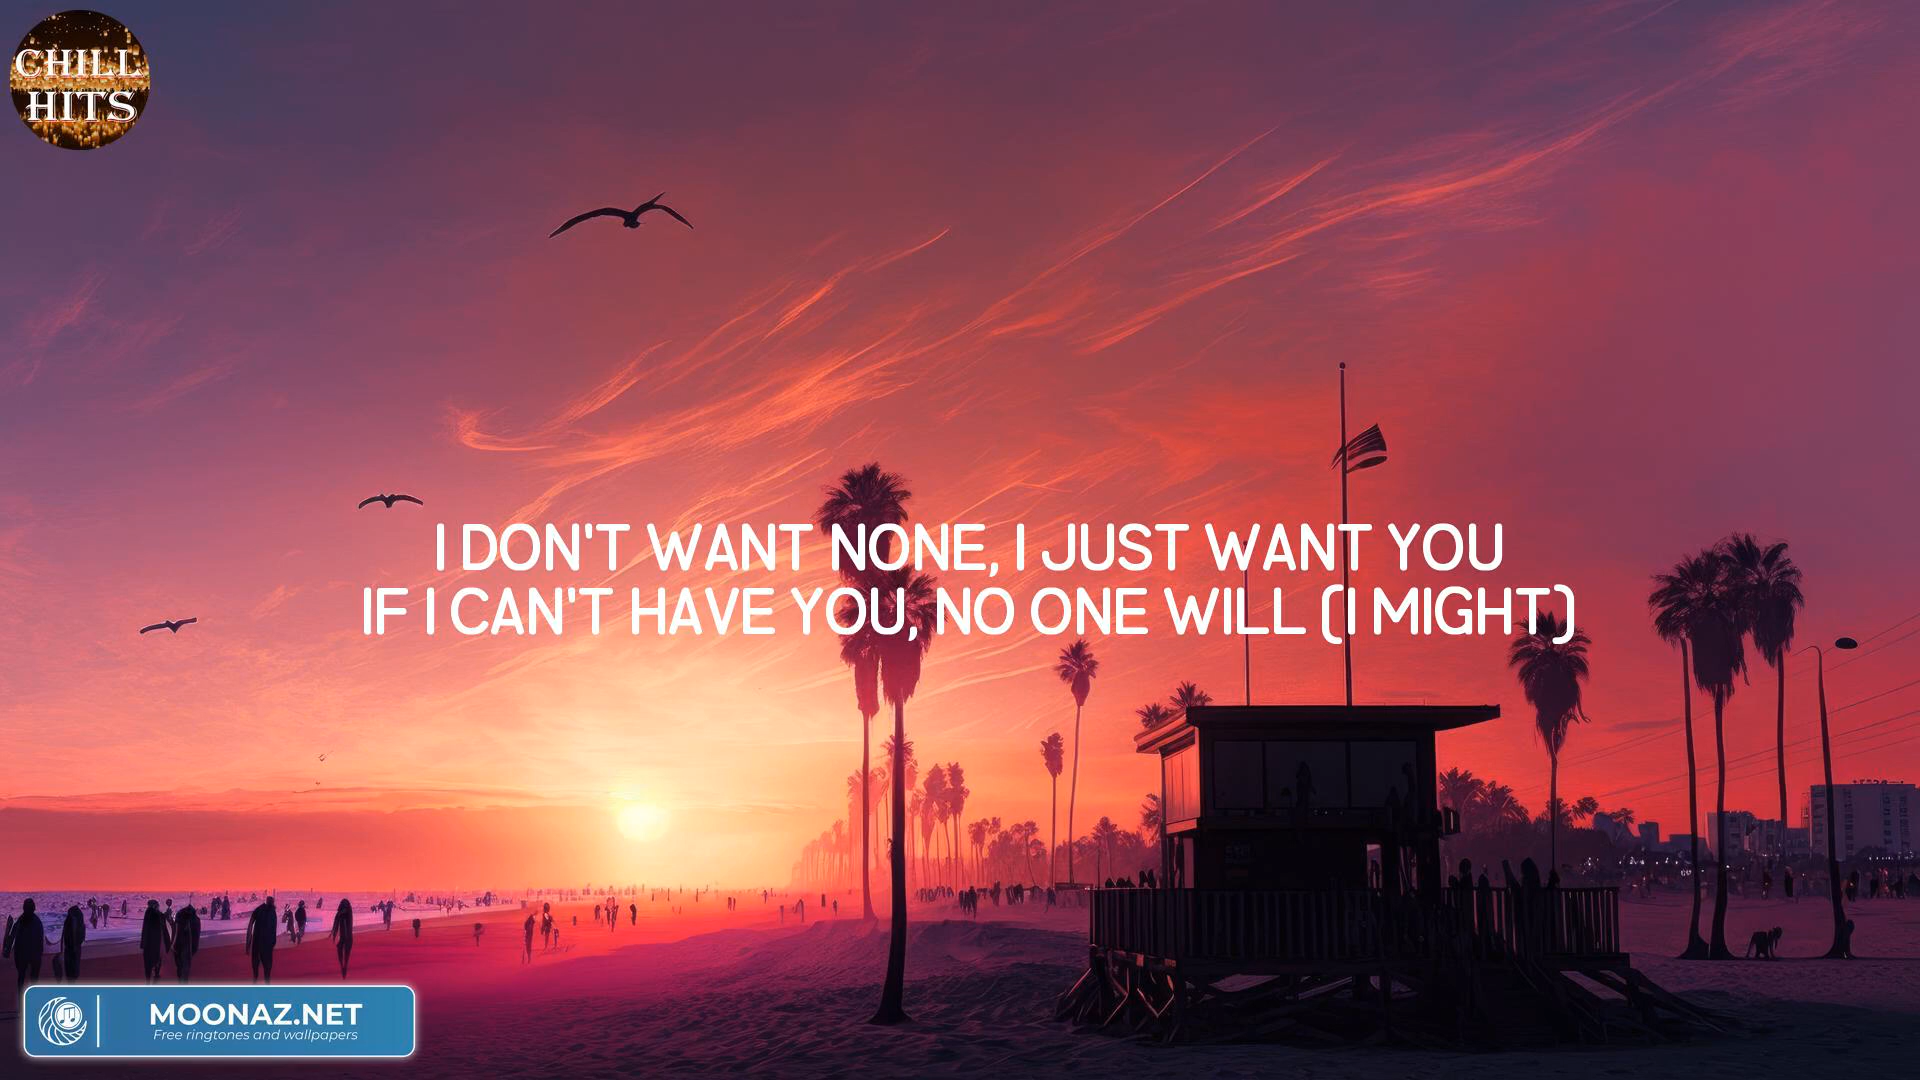 CHILL
HITS
I DON'T WANT NONE, I JUST WANT YOU
IF I CAN'T HAVE YOU, NO ONE WILL (I MIGHT)
MOONAZ.NET
Free ringtones and wallpapers